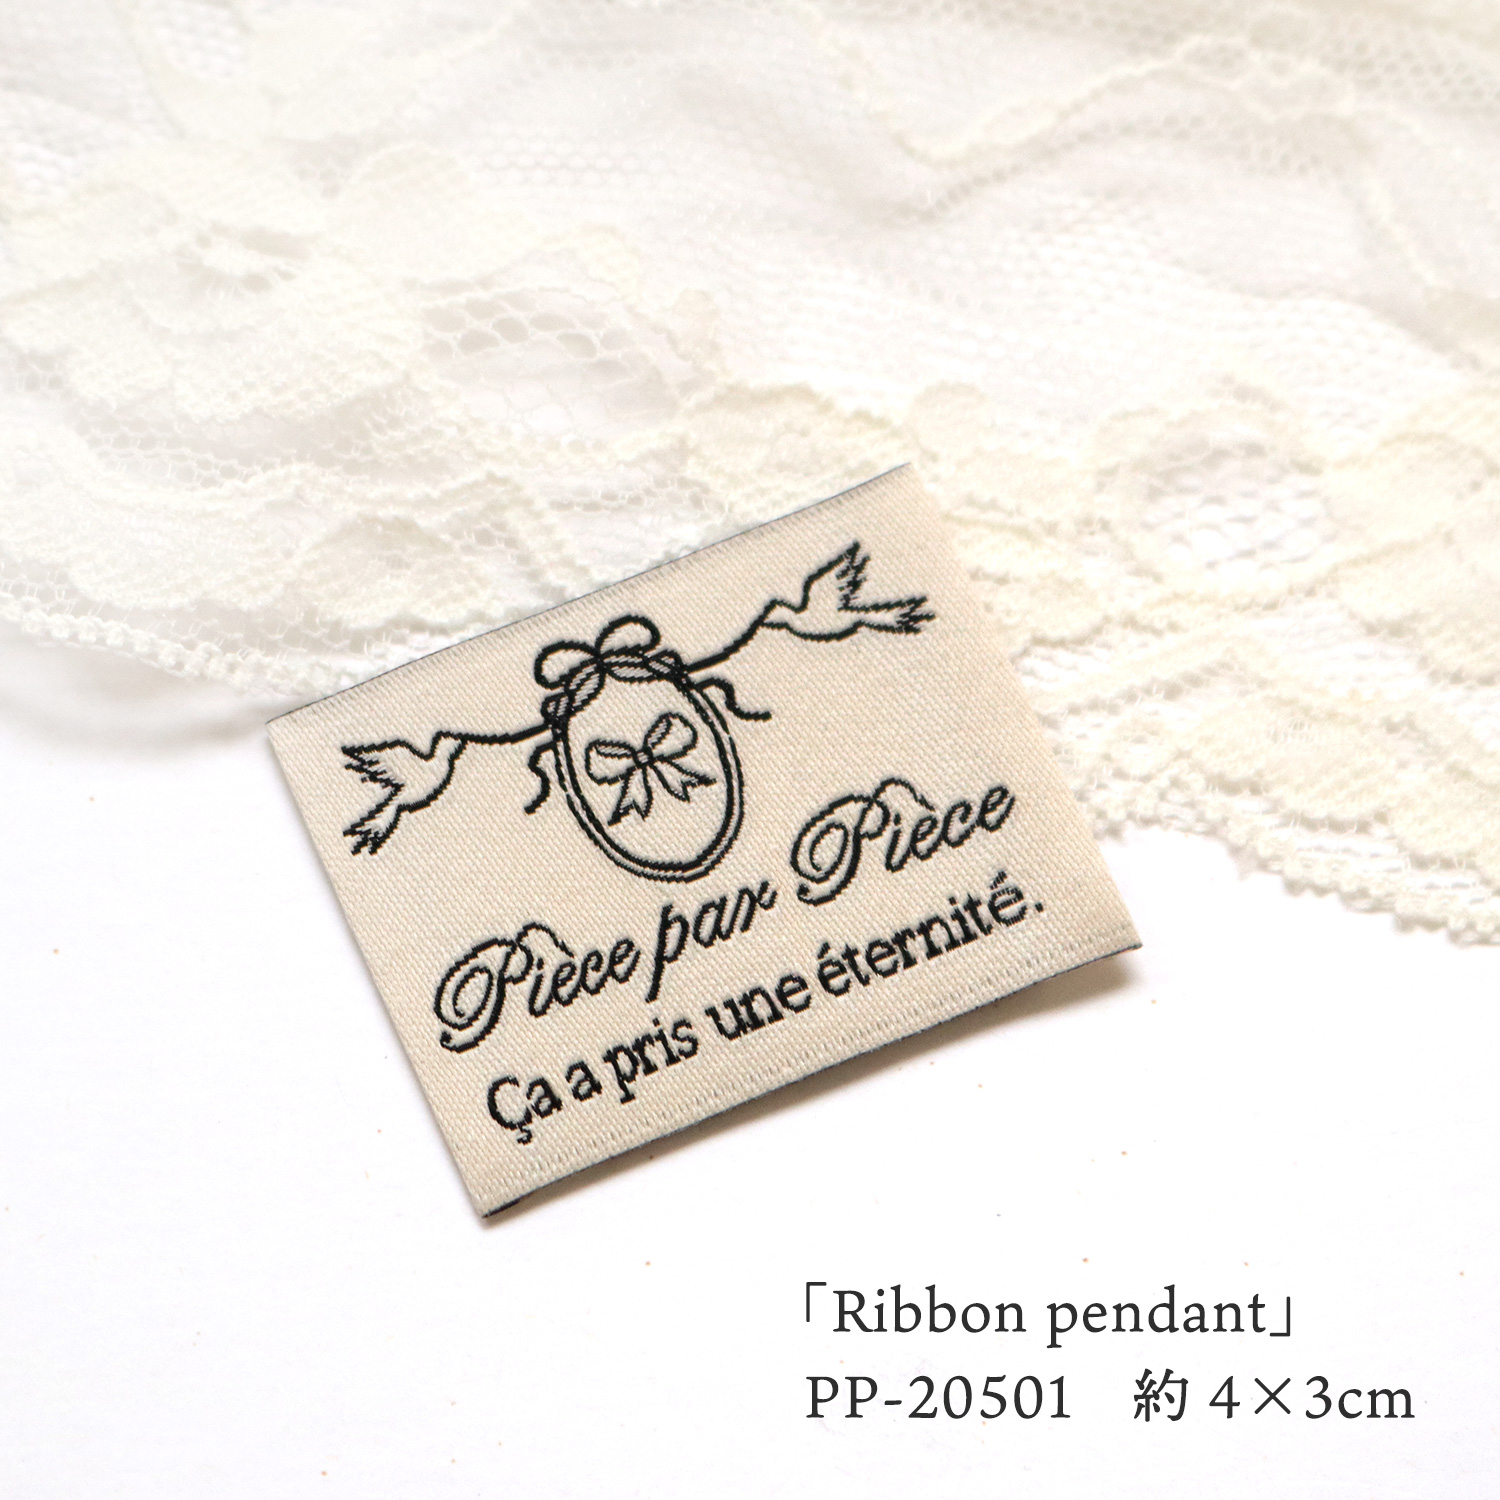 Pièce par Pièce
Ça a pris une éternité.
「Ribbon pendant」
PP-20501　約 4×3cm